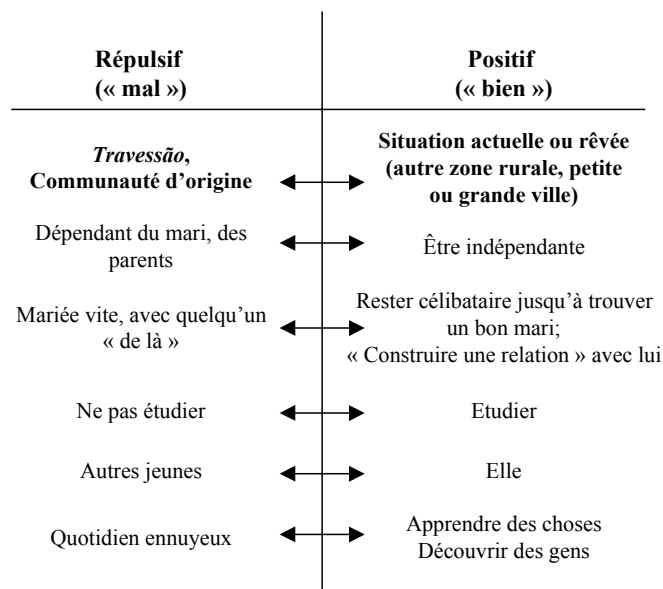 Répulsif
(« mal »)
Positif
(« bien »)
Travessão,
Communauté d’origine
Situation actuelle ou rêvée
(autre zone rurale, petite
ou grande ville)
Dépendant du mari, des
parents
Être indépendante
Mariée vite, avec quelqu’un
« de là »
Rester célibataire jusqu’à trouver
un bon mari;
« Construire une relation » avec lui
Ne pas étudier
Etudier
Autres jeunes
Elle
Quotidien ennuyeux
Apprendre des choses
Découvrir des gens